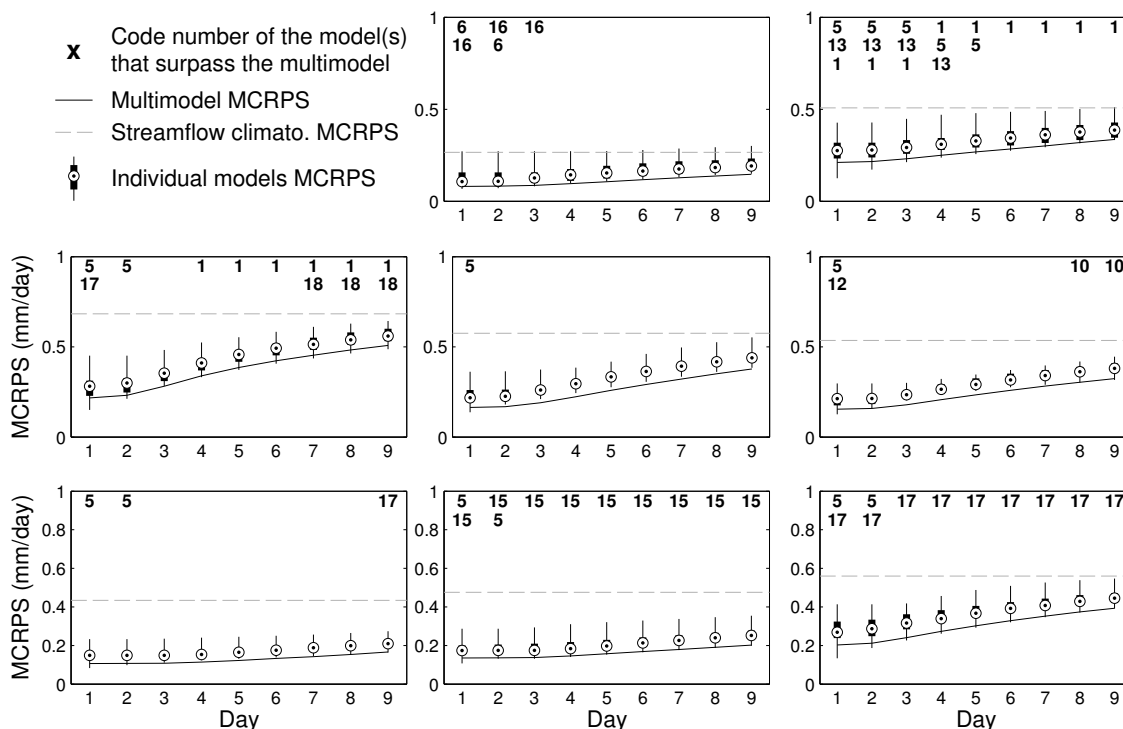 x Code number of the model(s)
that surpass the multimodel
Multimodel MCRPS
Streamflow climato. MCRPS
Individual models MCRPS
1
6 16 16
16 6
0.5
0
1 2 3 4 5 6 7 8 9
1
5 5 5 1 1 1 1 1 1
13 13 13 5 5
1 1 1 13
0.5
0
1 2 3 4 5 6 7 8 9
MCRPS (mm/day)
1
5 5 1 1 1 1 1 1
17 18 18 18
0.5
0
1 2 3 4 5 6 7 8 9
1
5
0.5
0
1 2 3 4 5 6 7 8 9
1
5 10 10
12
0.5
0
1 2 3 4 5 6 7 8 9
MCRPS (mm/day)
1
5 5 17
0.8
0.6
0.4
0.2
0
1 2 3 4 5 6 7 8 9
Day
1
5 15 15 15 15 15 15 15 15
15 5
0.8
0.6
0.4
0.2
0
1 2 3 4 5 6 7 8 9
Day
1
5 5 17 17 17 17 17 17 17
17 17
0.8
0.6
0.4
0.2
0
1 2 3 4 5 6 7 8 9
Day